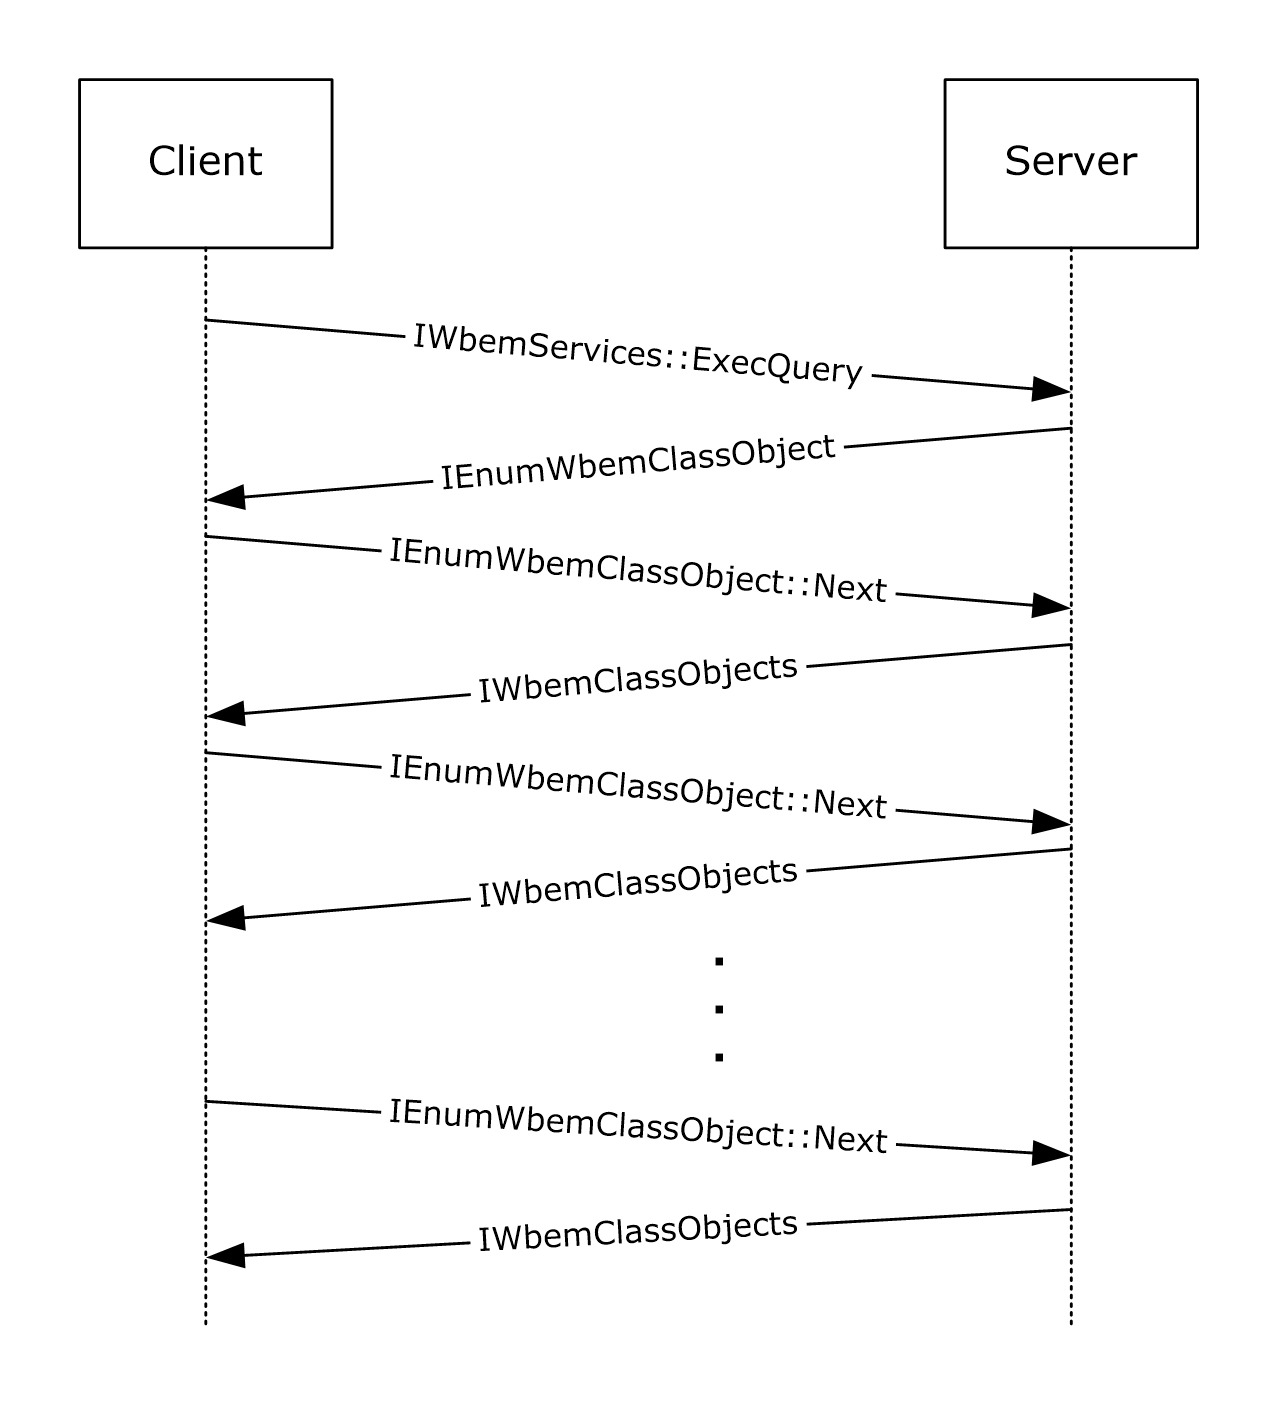 Client
Server
IWbemServices::ExecQuery
IEnumWbemClassObject
IEnumWbemClassObject::Next
IWbemClassObjects
IEnumWbemClassObject::Next
IWbemClassObjects
.
.
.
IEnumWbemClassObject::Next
IWbemClassObjects